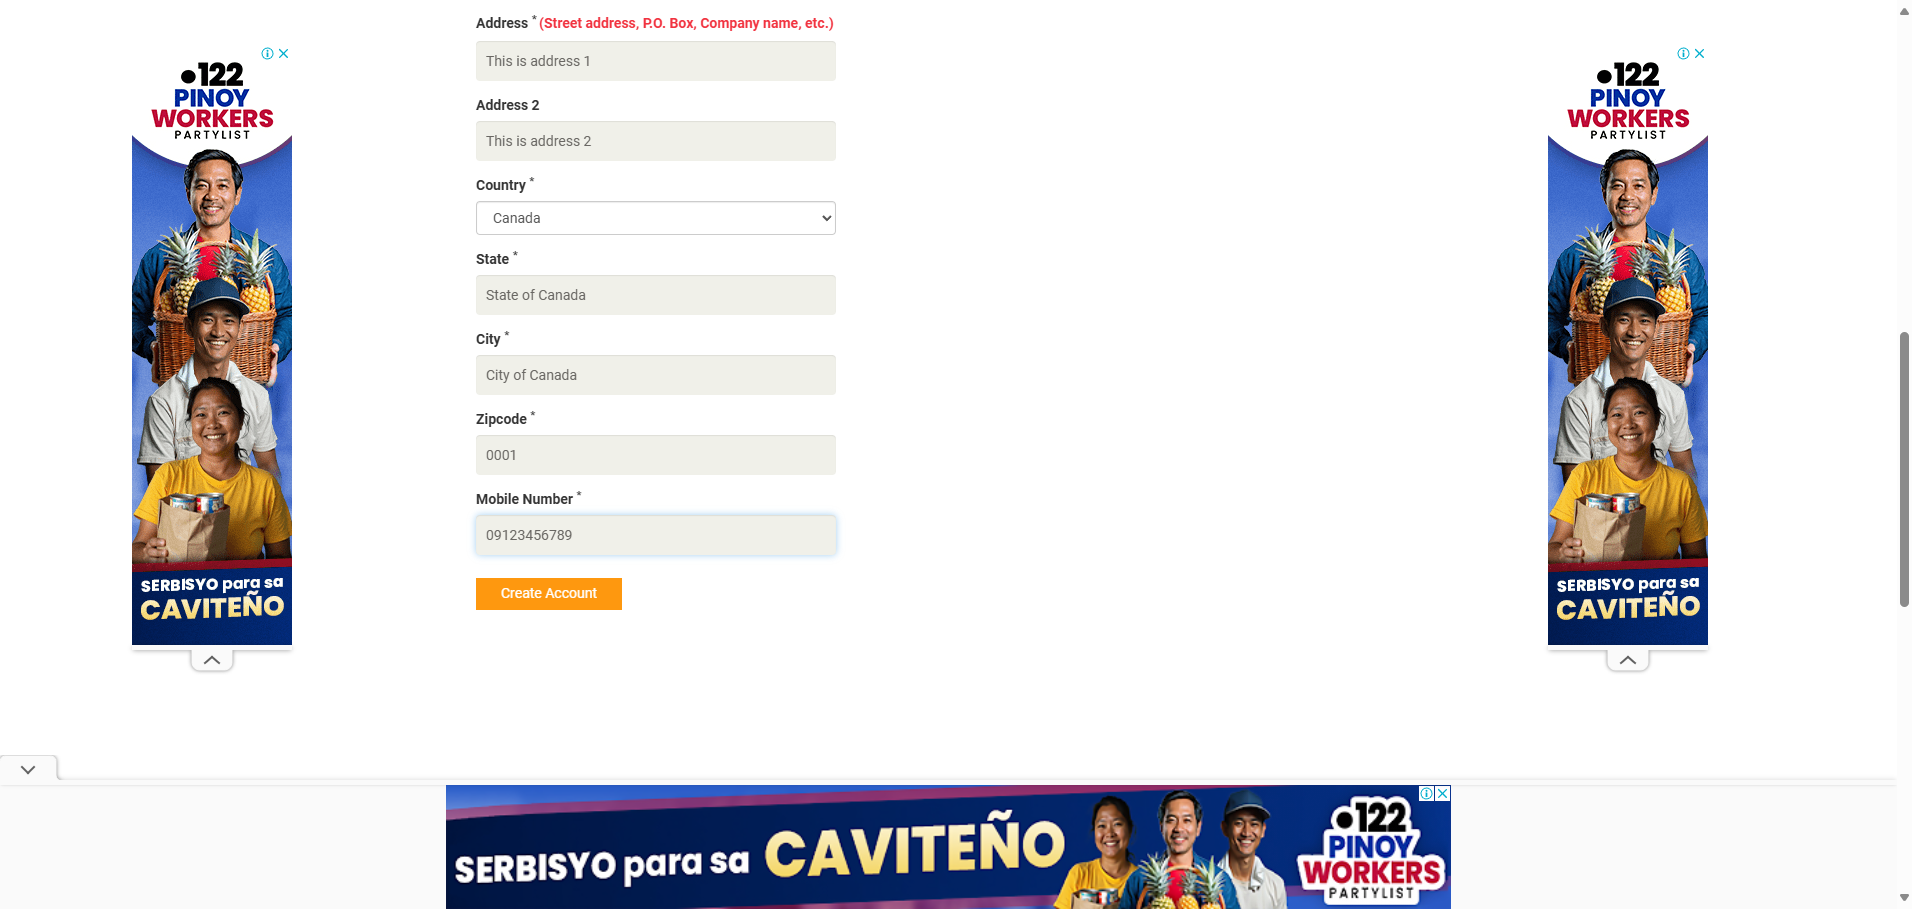 Address * (Street address, P.O. Box, Company name, etc.)
This is address 1
Address 2
This is address 2
Country *
Canada
State *
State of Canada
City *
City of Canada
Zipcode *
0001
Mobile Number *
09123456789
Create Account
122
PINOY
WORKERS
PARTYLIST
SERBISYO para sa
CAVITEÑO
122
PINOY
WORKERS
PARTYLIST
SERBISYO para sa
CAVITEÑO
SERBISYO para sa CAVITEÑO
122
PINOY
WORKERS
PARTYLIST